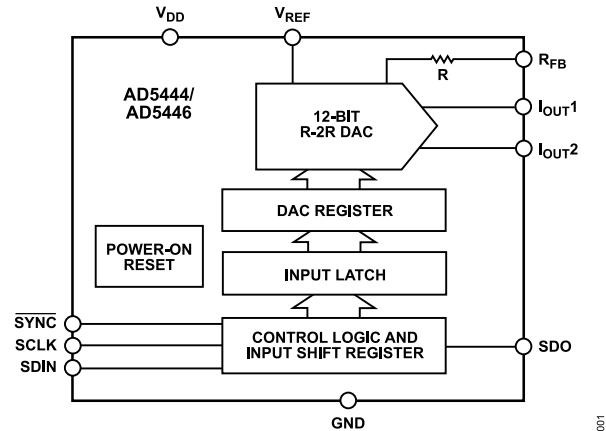 VDD
VREF
RFB
R
AD5444/
AD5446
12-BIT
R-2R DAC
IOUT1
IOUT2
DAC REGISTER
POWER-ON
RESET
INPUT LATCH
SYNC
SCLK
SDIN
CONTROL LOGIC AND
INPUT SHIFT REGISTER
SDO
GND
001